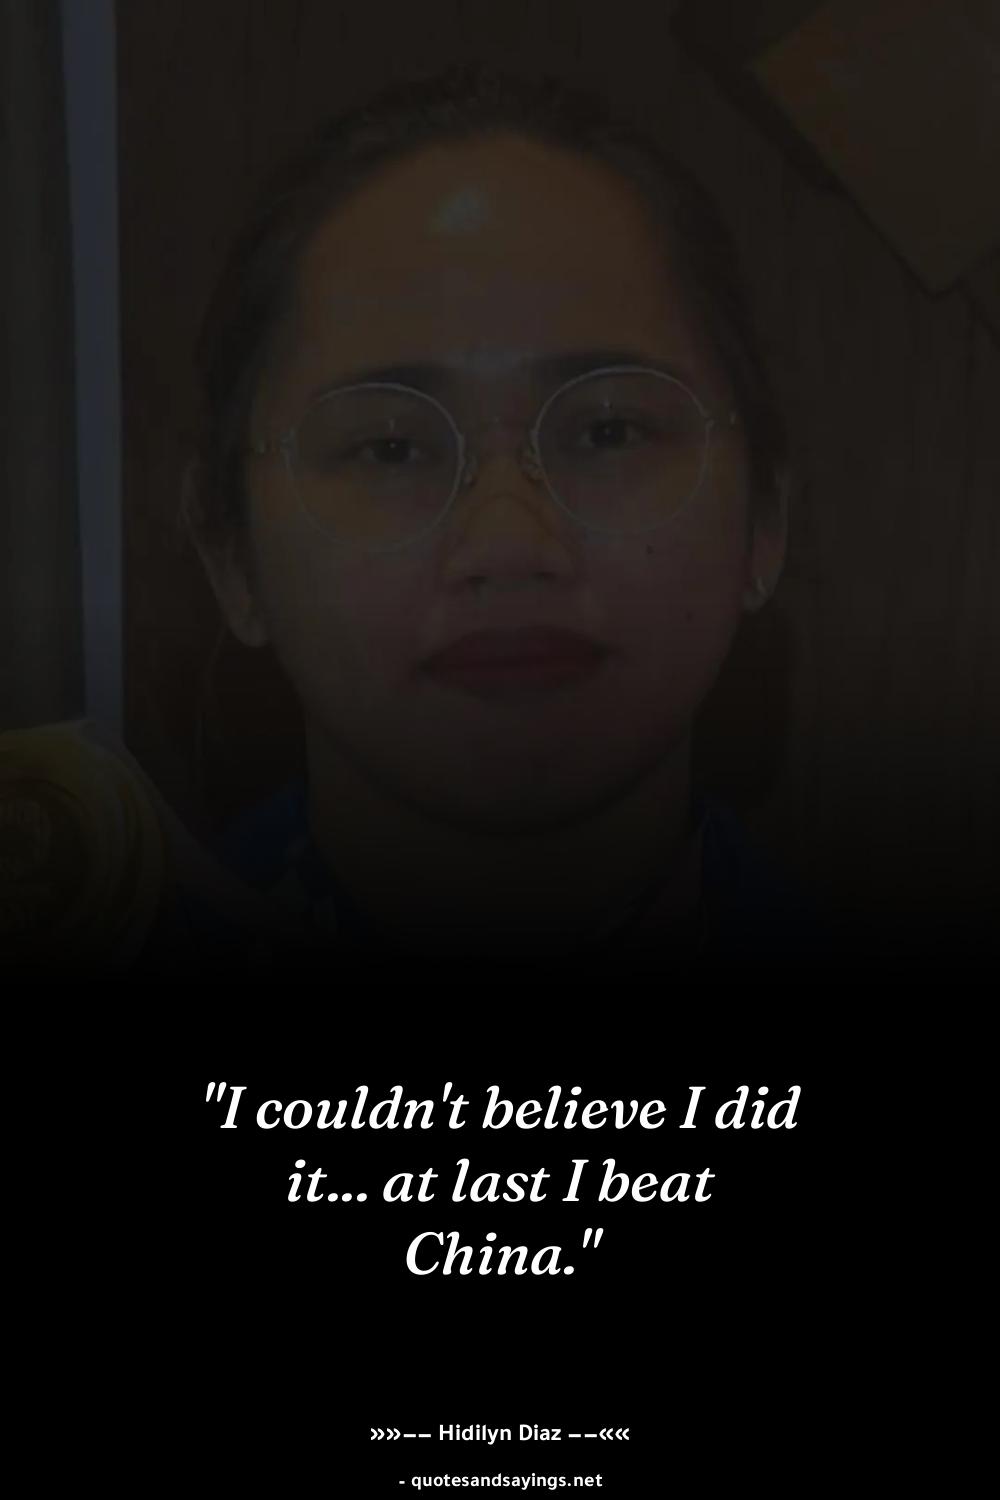 "I couldn't believe I did
it... at last I beat
China."
»»–– Hidilyn Diaz ––««
- quotesandsayings.net